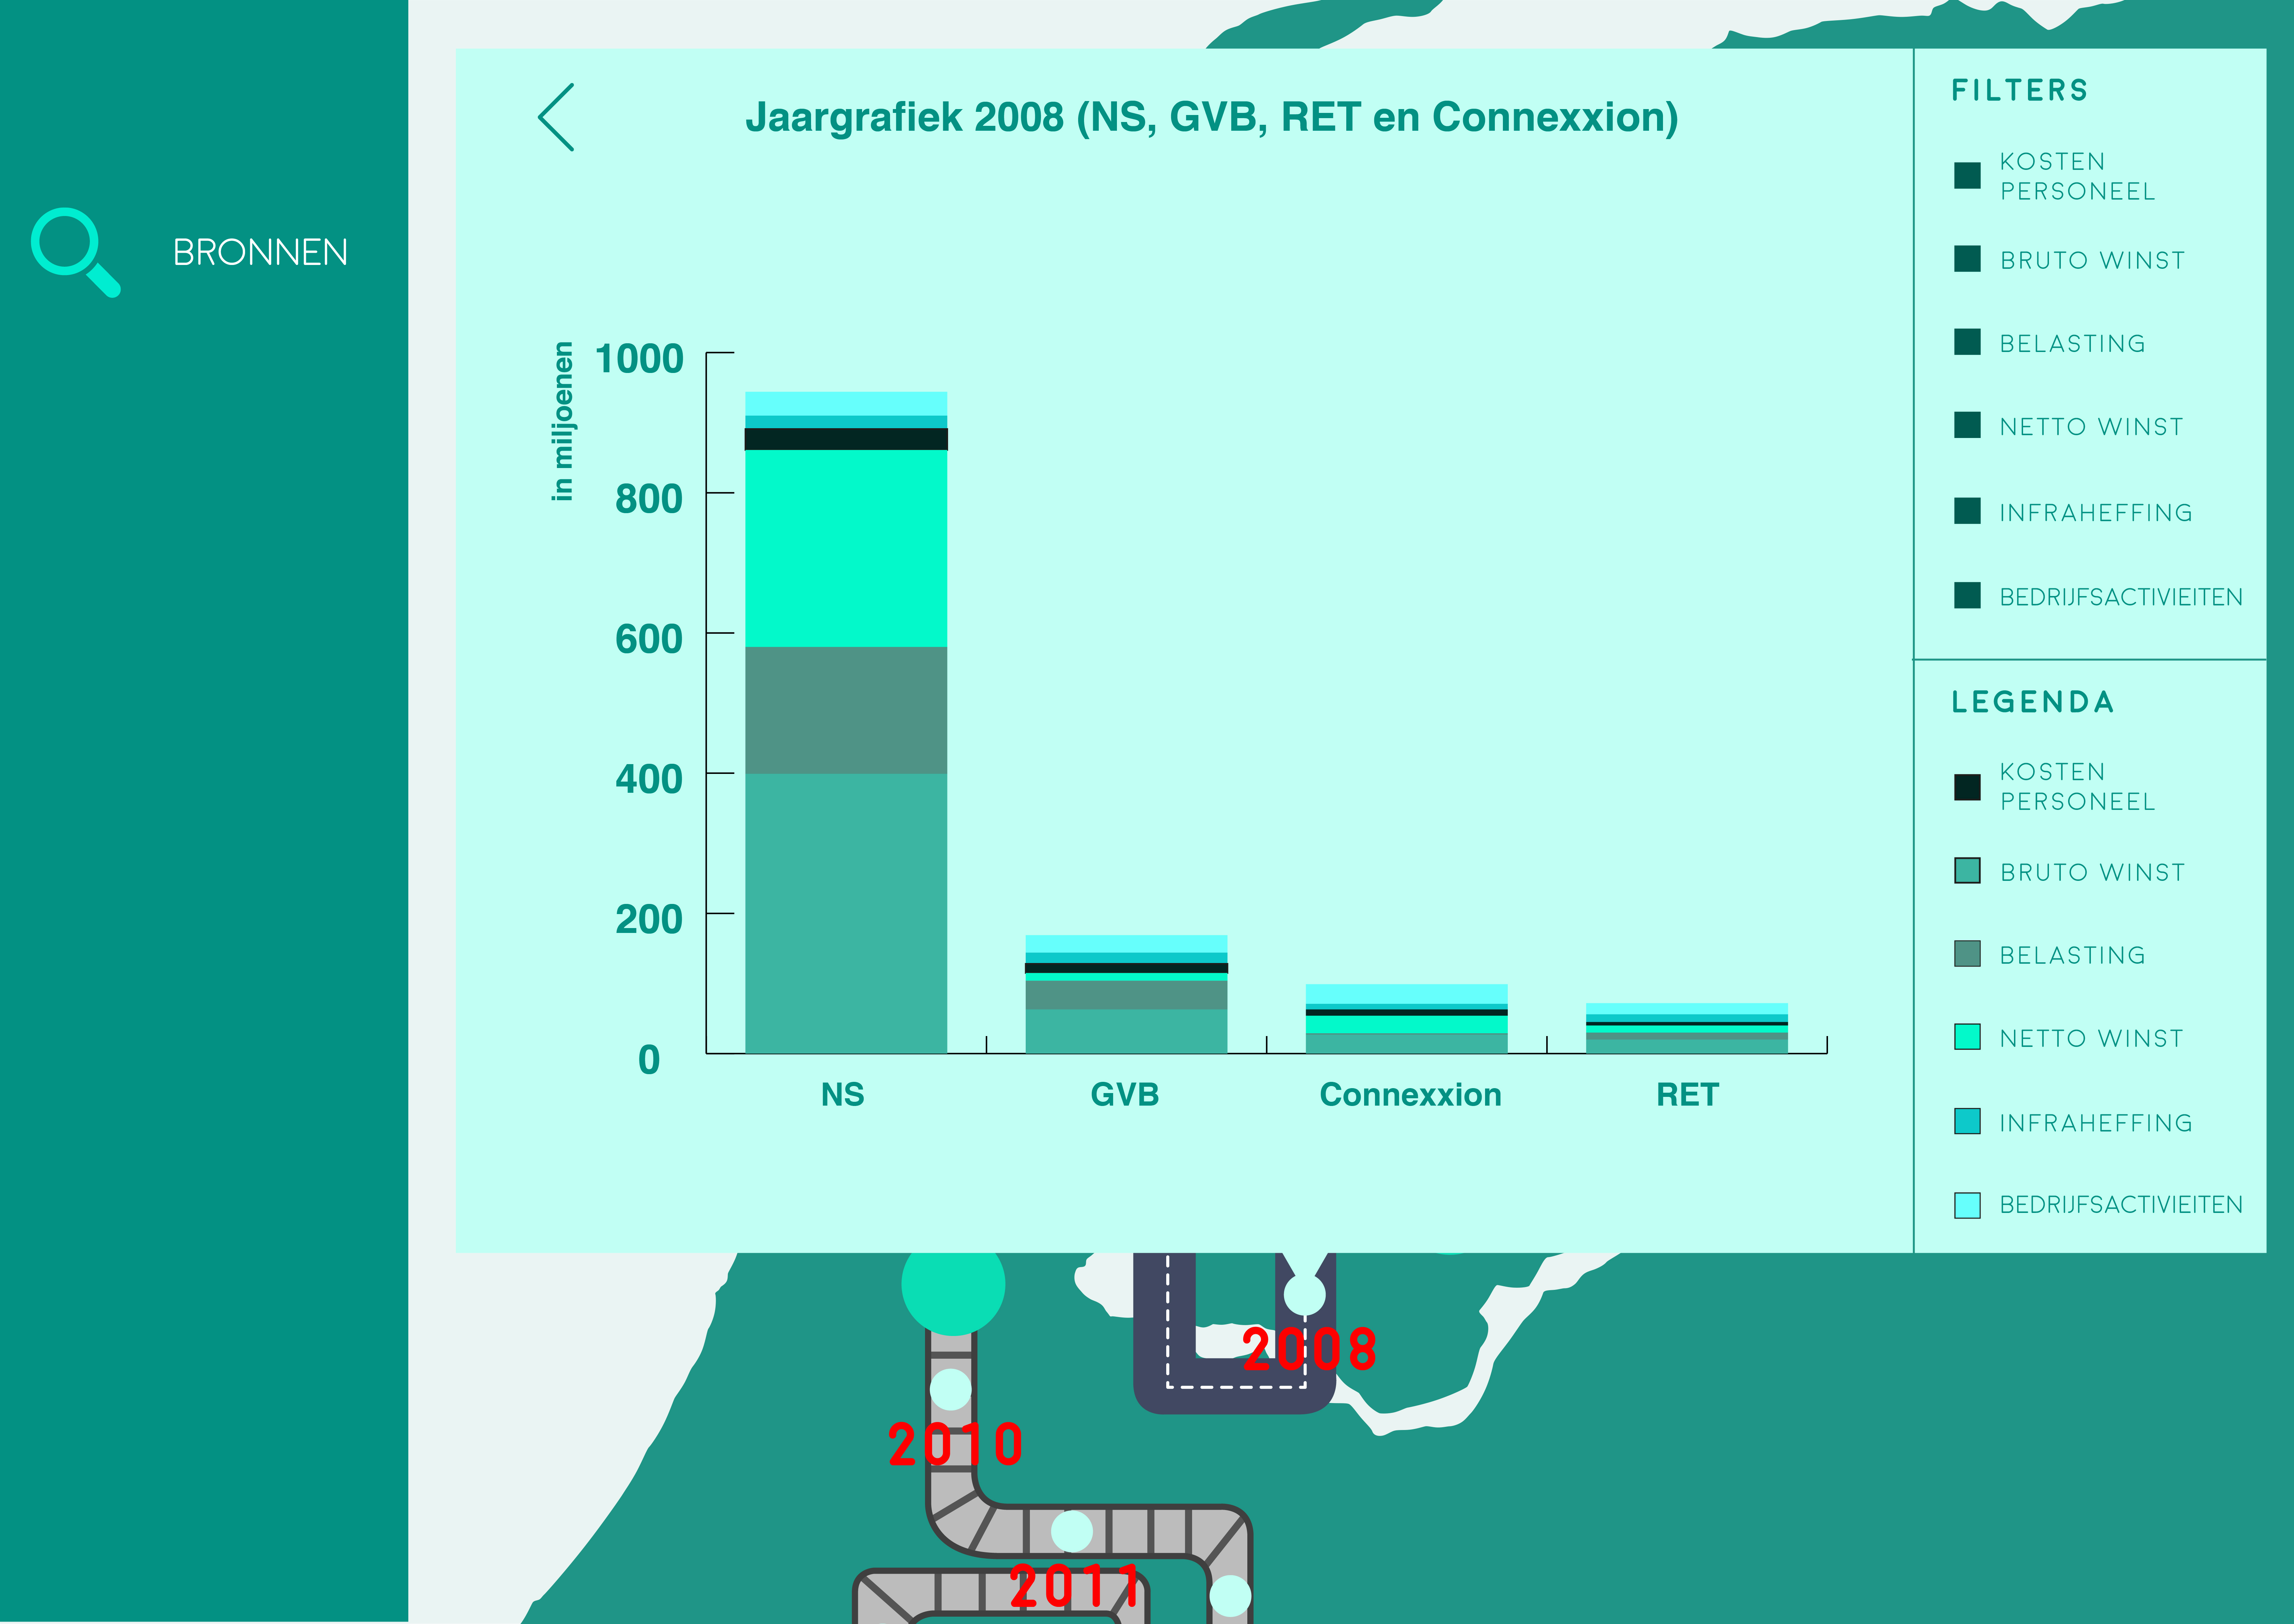 BRONNEN
Jaargrafiek 2008 (NS, GVB, RET en Connexxion)
in miljoenen
1000
800
600
400
200
0
NS
GVB
Connexxion
RET
FILTERS
KOSTEN
PERSONEEL
BRUTO WINST
BELASTING
NETTO WINST
INFRAHEFFING
BEDRIJFSACTIVIEITEN
LEGENDA
KOSTEN
PERSONEEL
BRUTO WINST
BELASTING
NETTO WINST
INFRAHEFFING
BEDRIJFSACTIVIEITEN
2008
2010
2011